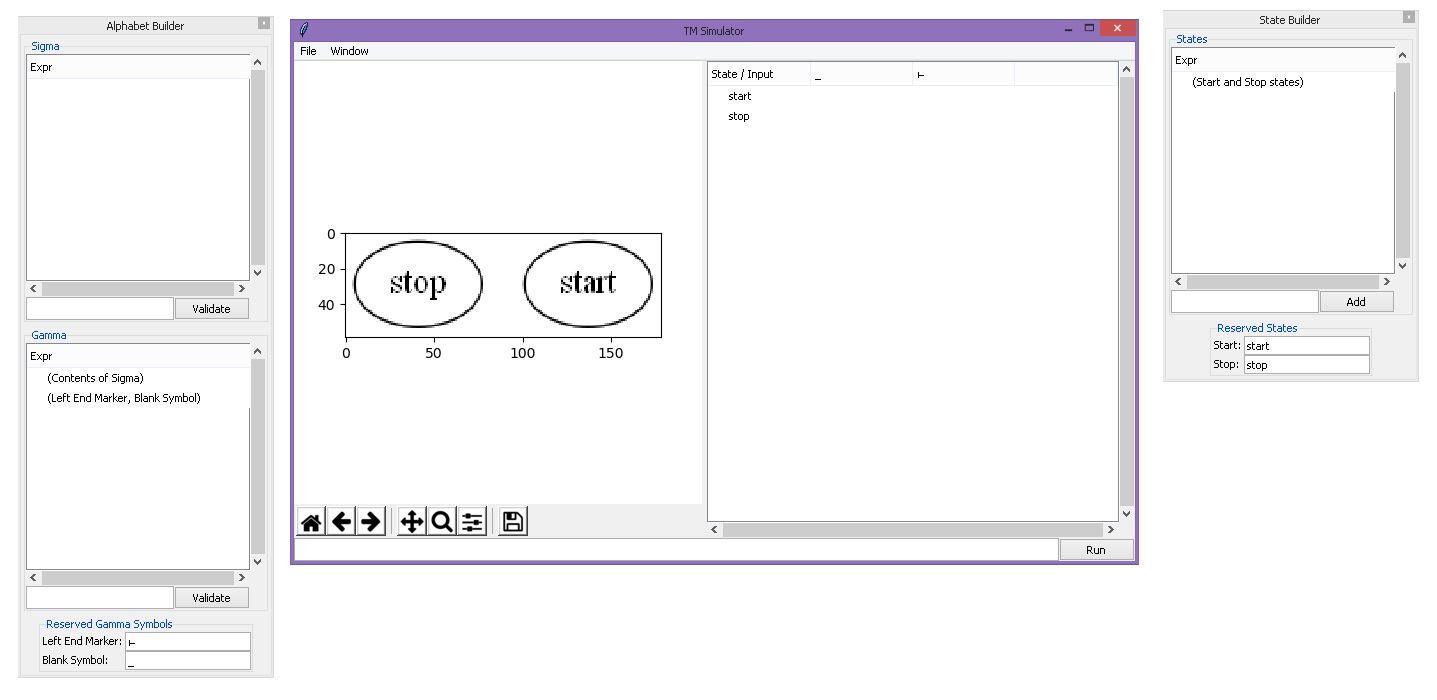 Alphabet Builder
Sigma
Expr
Validate
Gamma
Expr
(Contents of Sigma)
(Left End Marker, Blank Symbol)
Validate
Reserved Gamma Symbols
Left End Marker: ⊢
Blank Symbol: _
TM Simulator
File Window
0
20
40
stop start
0 50 100 150
State / Input _ ⊢
start
stop
Run
State Builder
States
Expr
(Start and Stop states)
Add
Reserved States
Start: start
Stop: stop